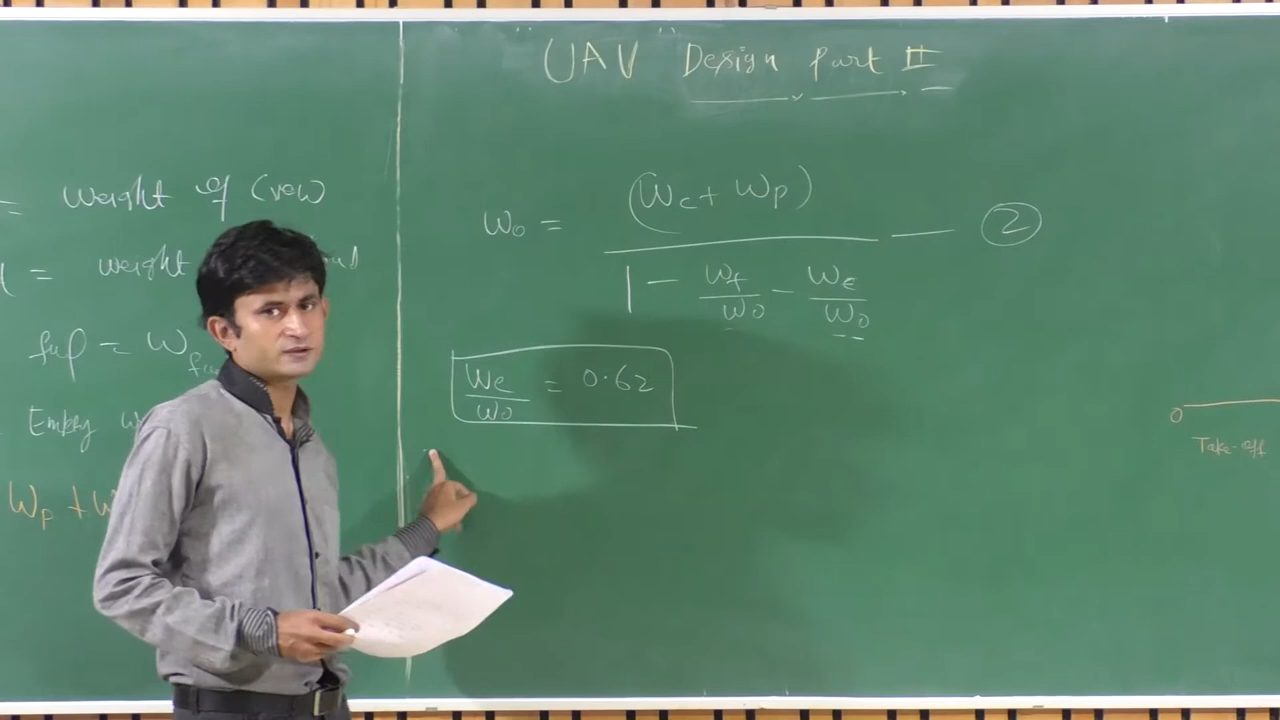 "UAV" Design Part II
= Weight of Crew
= weight
W₀ = (Wc + Wp) / (1 - Wf/W₀ - WE/W₀) — ②
fuel = Wf
We/W₀ = 0.62
Empty
Wp + W
0
Take-off